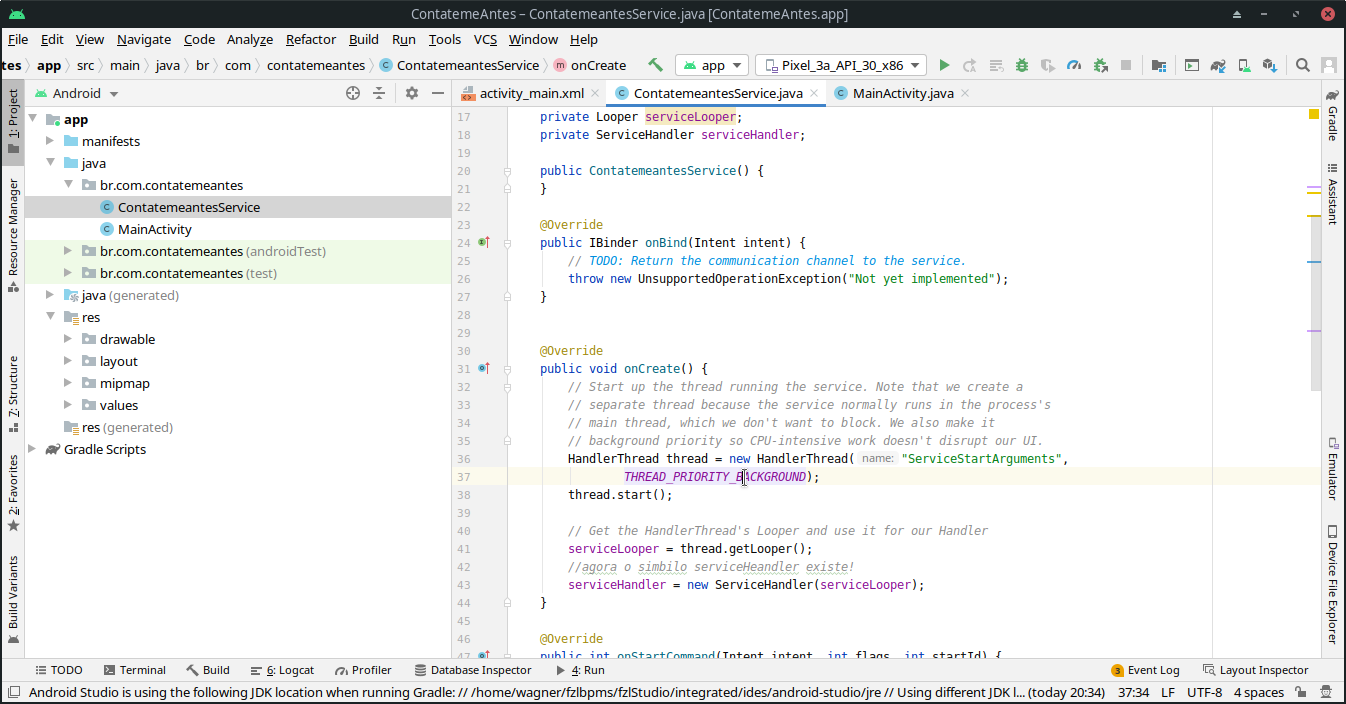 ContatemeAntes – ContatemeantesService.java [ContatemeAntes.app]
File Edit View Navigate Code Analyze Refactor Build Run Tools VCS Window Help
tes app src main java br com contatemeantes C ContatemeantesService m onCreate app Pixel_3a_API_30_x86
1: Project
Resource Manager
Z: Structure
2: Favorites
Build Variants
Android
app
manifests
java
br.com.contatemeantes
C ContatemeantesService
C MainActivity
br.com.contatemeantes (androidTest)
br.com.contatemeantes (test)
java (generated)
res
drawable
layout
mipmap
values
res (generated)
Gradle Scripts
activity_main.xml C ContatemeantesService.java C MainActivity.java
17 private Looper serviceLooper;
18 private ServiceHandler serviceHandler;
19
20 public ContatemeantesService() {
21 }
22
23 @Override
24 public IBinder onBind(Intent intent) {
25 // TODO: Return the communication channel to the service.
26 throw new UnsupportedOperationException("Not yet implemented");
27 }
28
29
30 @Override
31 public void onCreate() {
32 // Start up the thread running the service. Note that we create a
33 // separate thread because the service normally runs in the process's
34 // main thread, which we don't want to block. We also make it
35 // background priority so CPU-intensive work doesn't disrupt our UI.
36 HandlerThread thread = new HandlerThread( name: "ServiceStartArguments",
37 THREAD_PRIORITY_BACKGROUND);
38 thread.start();
39
40 // Get the HandlerThread's Looper and use it for our Handler
41 serviceLooper = thread.getLooper();
42 //agora o simbilo serviceHeandler existe!
43 serviceHandler = new ServiceHandler(serviceLooper);
44 }
45
46 @Override
47 public int onStartCommand(Intent intent, int flags, int startId) {
Gradle
Assistant
Emulator
Device File Explorer
TODO Terminal Build 6: Logcat Profiler Database Inspector 4: Run 3 Event Log Layout Inspector
Android Studio is using the following JDK location when running Gradle: // /home/wagner/fzlbpms/fzlStudio/integrated/ides/android-studio/jre // Using different JDK l... (today 20:34) 37:34 LF UTF-8 4 spaces